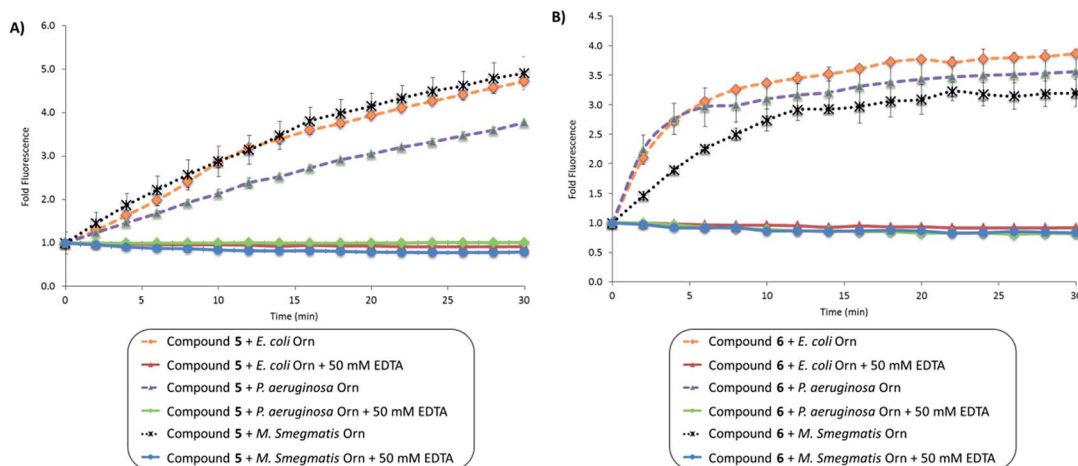 A)
6.0
5.0
4.0
3.0
2.0
1.0
0.0
Fold Fluorescence
0 5 10 15 20 25 30
Time (min)
Compound 5 + E. coli Orn
Compound 5 + E. coli Orn + 50 mM EDTA
Compound 5 + P. aeruginosa Orn
Compound 5 + P. aeruginosa Orn + 50 mM EDTA
Compound 5 + M. Smegmatis Orn
Compound 5 + M. Smegmatis Orn + 50 mM EDTA
B)
4.5
4.0
3.5
3.0
2.5
2.0
1.5
1.0
0.5
0.0
Fold Fluorescence
0 5 10 15 20 25 30
Time (min)
Compound 6 + E. coli Orn
Compound 6 + E. coli Orn + 50 mM EDTA
Compound 6 + P. aeruginosa Orn
Compound 6 + P. aeruginosa Orn + 50 mM EDTA
Compound 6 + M. Smegmatis Orn
Compound 6 + M. Smegmatis Orn + 50 mM EDTA